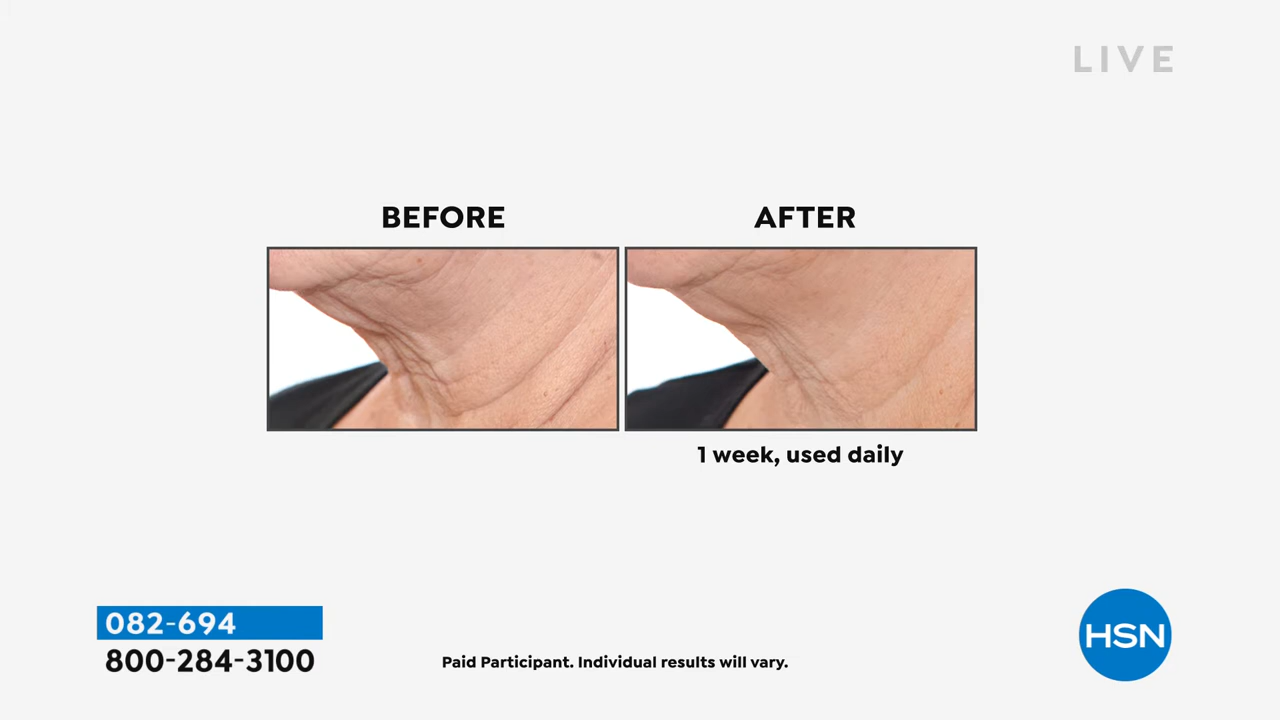 LIVE
BEFORE
AFTER
1 week, used daily
082-694
800-284-3100
Paid Participant. Individual results will vary.
HSN